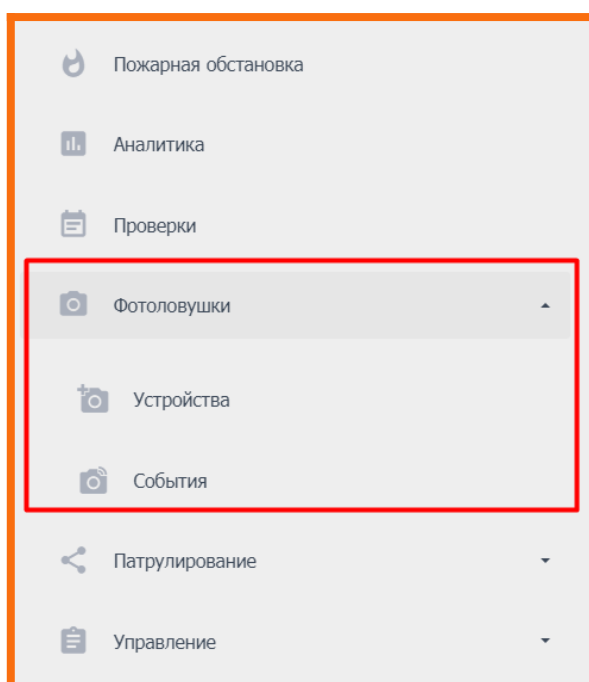 Пожарная обстановка
Аналитика
Проверки
Фотоловушки
Устройства
События
Патрулирование
Управление